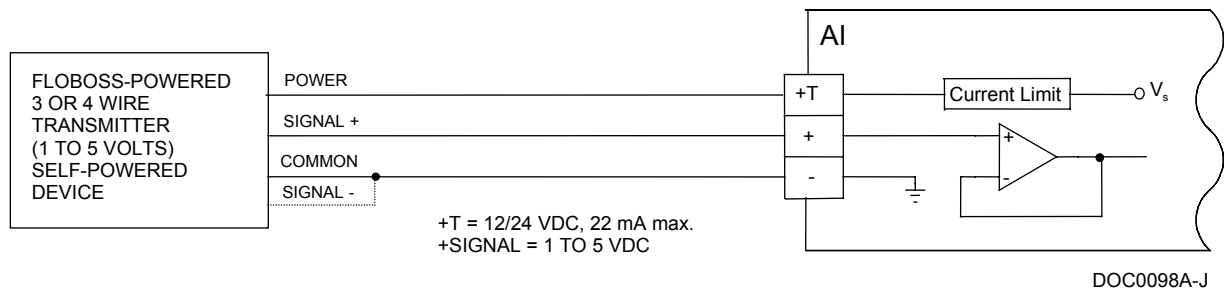 AI
FLOBOSS-POWERED
3 OR 4 WIRE
TRANSMITTER
(1 TO 5 VOLTS)
SELF-POWERED
DEVICE
POWER
SIGNAL +
COMMON
SIGNAL -
+T
+
-
Current Limit
Vs
+
-
+T = 12/24 VDC, 22 mA max.
+SIGNAL = 1 TO 5 VDC
DOC0098A-J